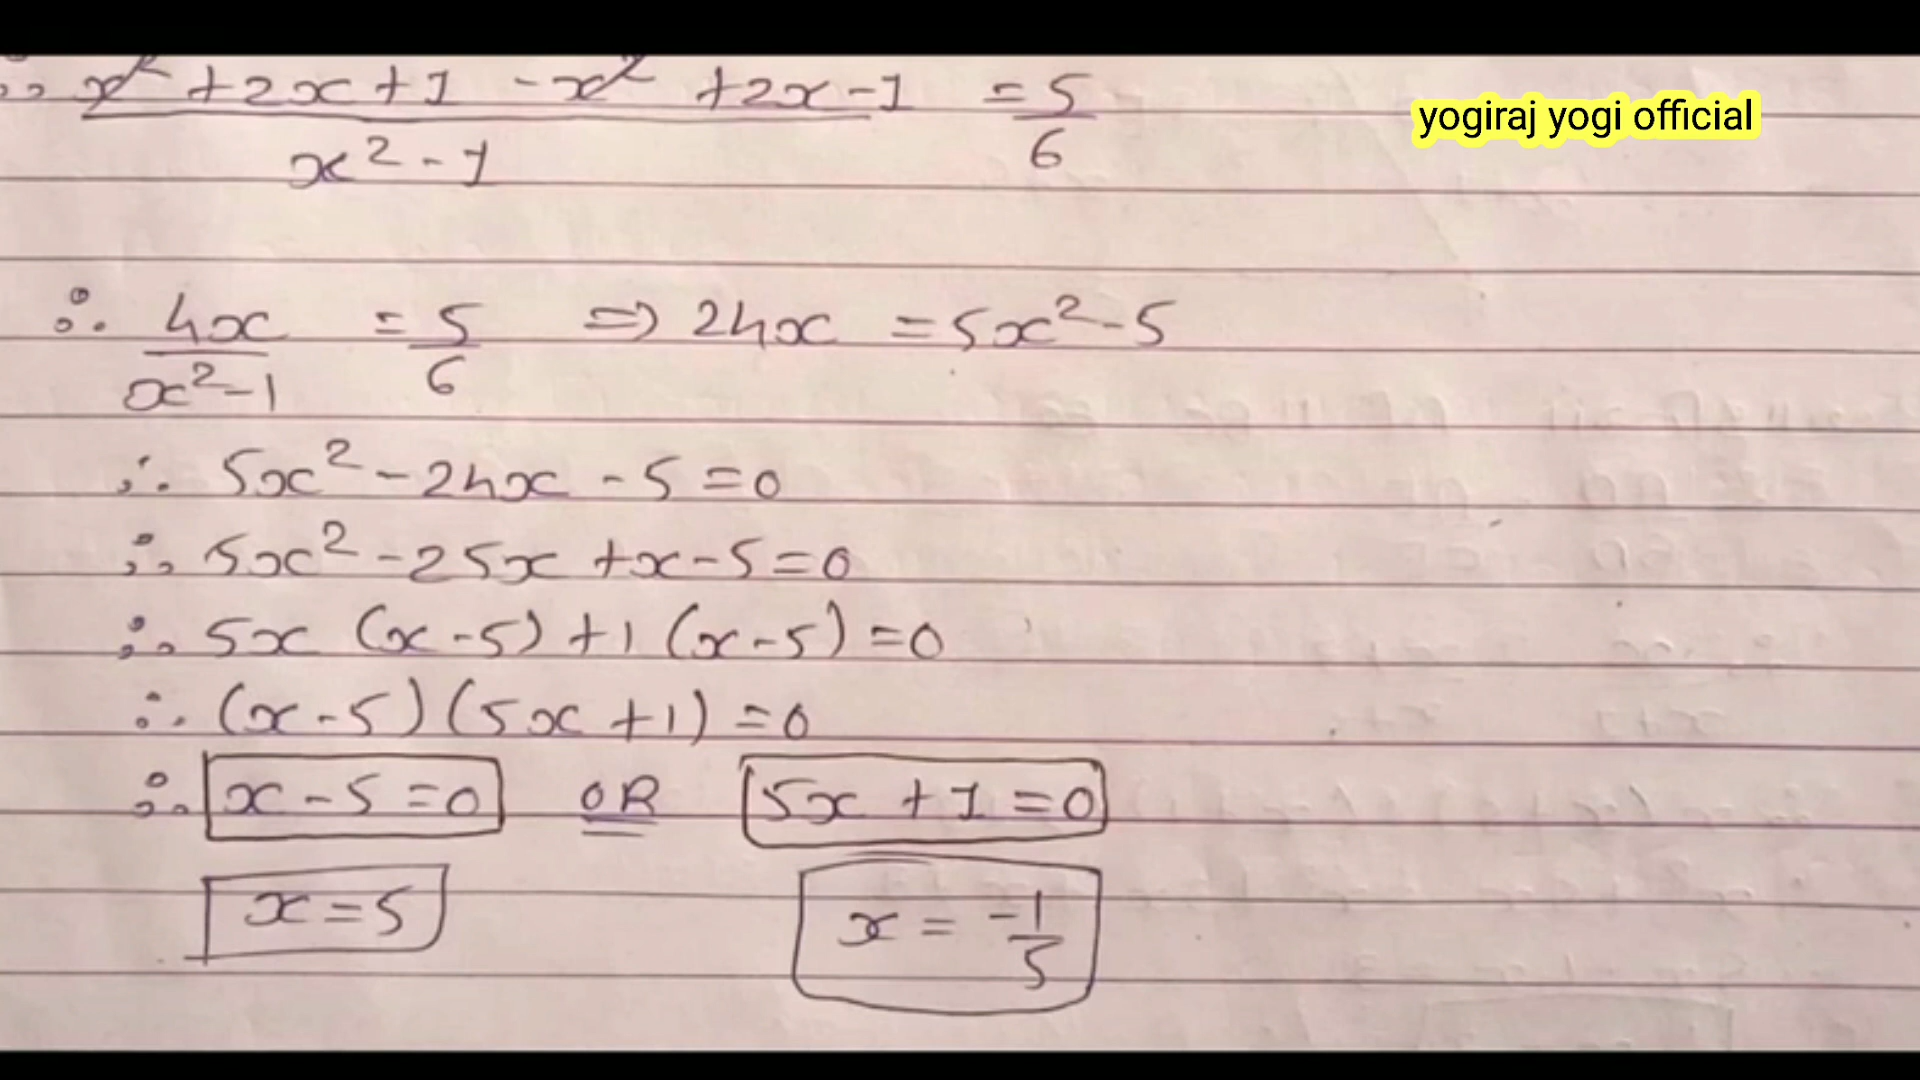 ∴ x² + 2x + 1 - x² + 2x - 1 = 5
x² - 1 6
yogiraj yogi official
∴ 4x = 5 ⇒ 24x = 5x² - 5
x² - 1 6
∴ 5x² - 24x - 5 = 0
∴ 5x² - 25x + x - 5 = 0
∴ 5x (x - 5) + 1 (x - 5) = 0
∴ (x - 5) (5x + 1) = 0
∴ x - 5 = 0 OR 5x + 1 = 0
x = 5 x = -1/5